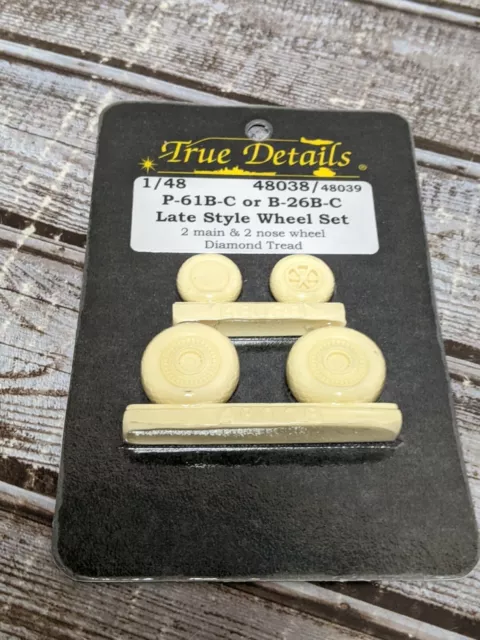 True Details ®
1/48 48038/48039
P-61B-C or B-26B-C
Late Style Wheel Set
2 main & 2 nose wheel
Diamond Tread